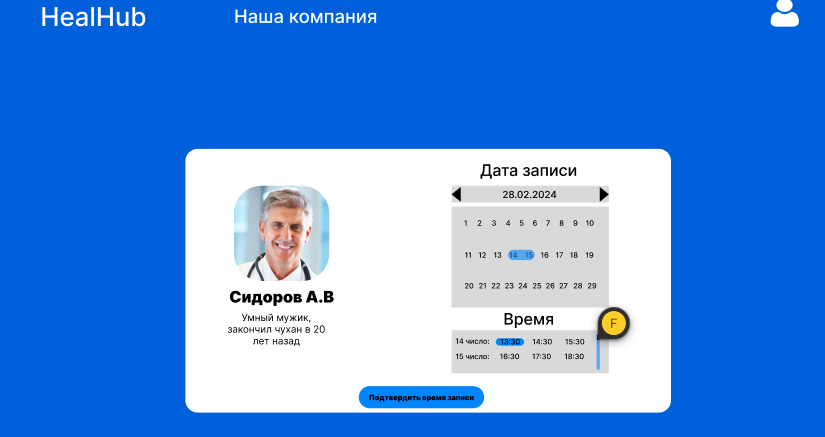 HealHub
Наша компания
Дата записи
28.02.2024
1 2 3 4 5 6 7 8 9 10
11 12 13 14 15 16 17 18 19
20 21 22 23 24 25 26 27 28 29
Сидоров А.В
Умный мужик,
закончил чухан в 20
лет назад
Время
F
14 число: 13:30 14:30 15:30
15 число: 16:30 17:30 18:30
Подтвердить время записи